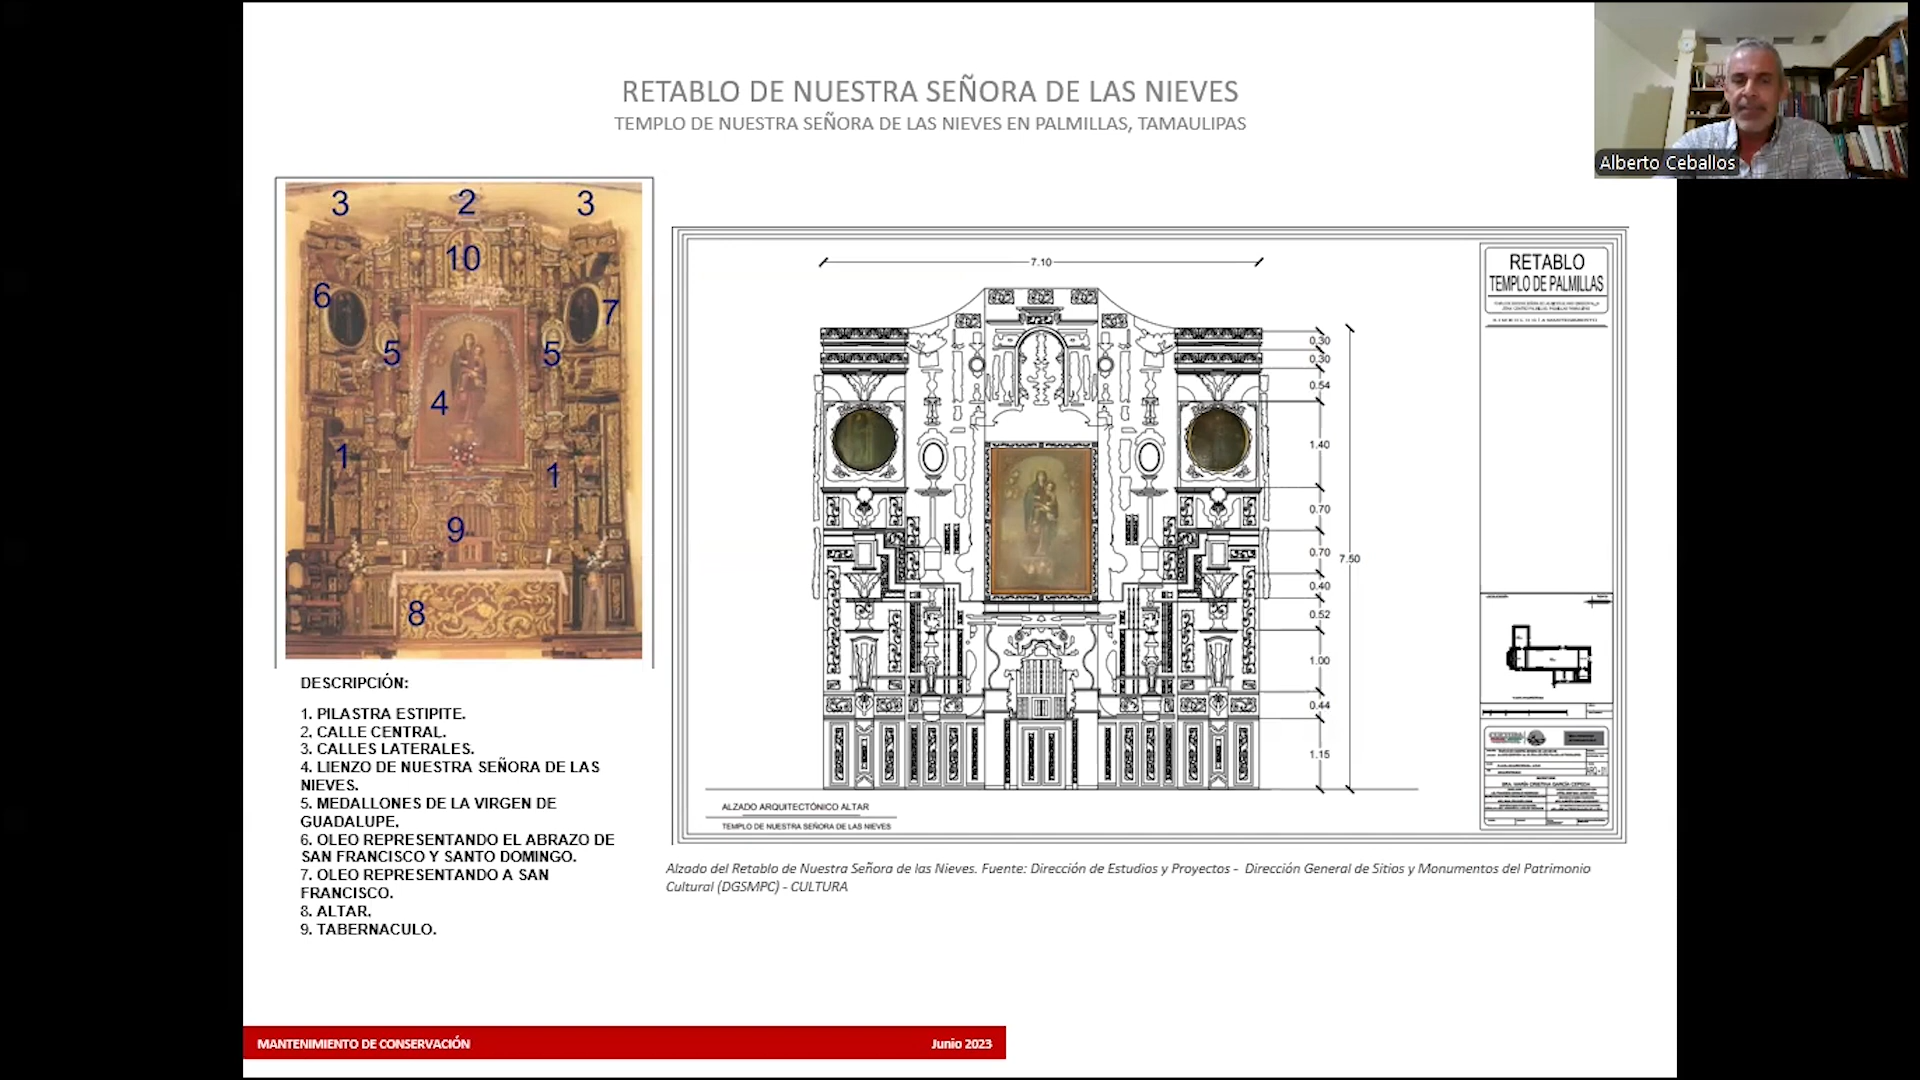 RETABLO DE NUESTRA SEÑORA DE LAS NIEVES
TEMPLO DE NUESTRA SEÑORA DE LAS NIEVES EN PALMILLAS, TAMAULIPAS
Alberto Ceballos
3
2
3
10
6
7
5
5
4
1
1
9
8
DESCRIPCIÓN:
1. PILASTRA ESTIPITE.
2. CALLE CENTRAL.
3. CALLES LATERALES.
4. LIENZO DE NUESTRA SEÑORA DE LAS
NIEVES.
5. MEDALLONES DE LA VIRGEN DE
GUADALUPE.
6. OLEO REPRESENTANDO EL ABRAZO DE
SAN FRANCISCO Y SANTO DOMINGO.
7. OLEO REPRESENTANDO A SAN
FRANCISCO.
8. ALTAR.
9. TABERNACULO.
7.10
0.30
0.30
0.54
1.40
0.70
0.70
7.50
0.40
0.52
1.00
0.44
1.15
RETABLO
TEMPLO DE PALMILLAS
CULTURA
ALZADO ARQUITECTÓNICO ALTAR
TEMPLO DE NUESTRA SEÑORA DE LAS NIEVES
Alzado del Retablo de Nuestra Señora de las Nieves. Fuente: Dirección de Estudios y Proyectos - Dirección General de Sitios y Monumentos del Patrimonio
Cultural (DGSMPC) - CULTURA
MANTENIMIENTO DE CONSERVACIÓN
Junio 2023